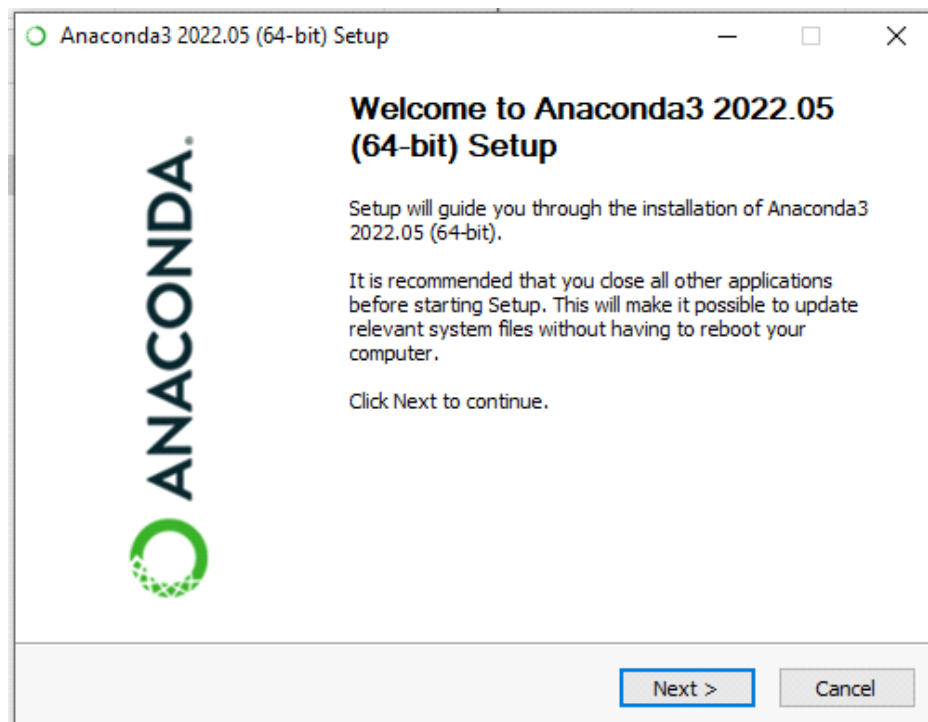 Anaconda3 2022.05 (64-bit) Setup
Welcome to Anaconda3 2022.05
(64-bit) Setup
ANACONDA.
Setup will guide you through the installation of Anaconda3
2022.05 (64-bit).
It is recommended that you close all other applications
before starting Setup. This will make it possible to update
relevant system files without having to reboot your
computer.
Click Next to continue.
Next >
Cancel